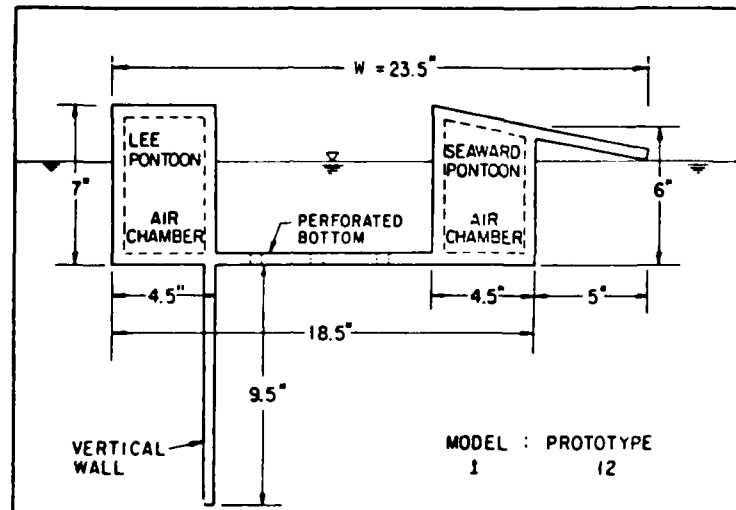 W = 23.5"
LEE
PONTOON
AIR
CHAMBER
7"
PERFORATED
BOTTOM
SEAWARD
PONTOON
AIR
CHAMBER
6"
4.5"
4.5"
5"
18.5"
9.5"
VERTICAL
WALL
MODEL : PROTOTYPE
1 12